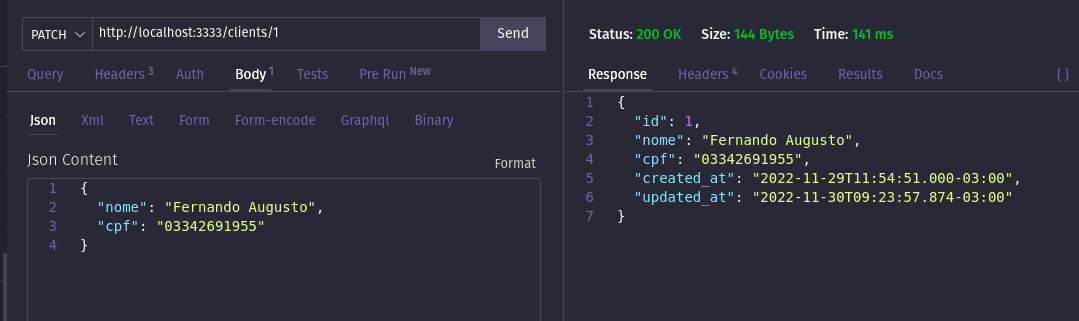 PATCH http://localhost:3333/clients/1 Send
Query Headers 3 Auth Body 1 Tests Pre Run New
Json Xml Text Form Form-encode Graphql Binary
Json Content Format
1 {
2 "nome": "Fernando Augusto",
3 "cpf": "03342691955"
4 }
Status: 200 OK Size: 144 Bytes Time: 141 ms
Response Headers 4 Cookies Results Docs { }
1 {
2 "id": 1,
3 "nome": "Fernando Augusto",
4 "cpf": "03342691955",
5 "created_at": "2022-11-29T11:54:51.000-03:00",
6 "updated_at": "2022-11-30T09:23:57.874-03:00"
7 }